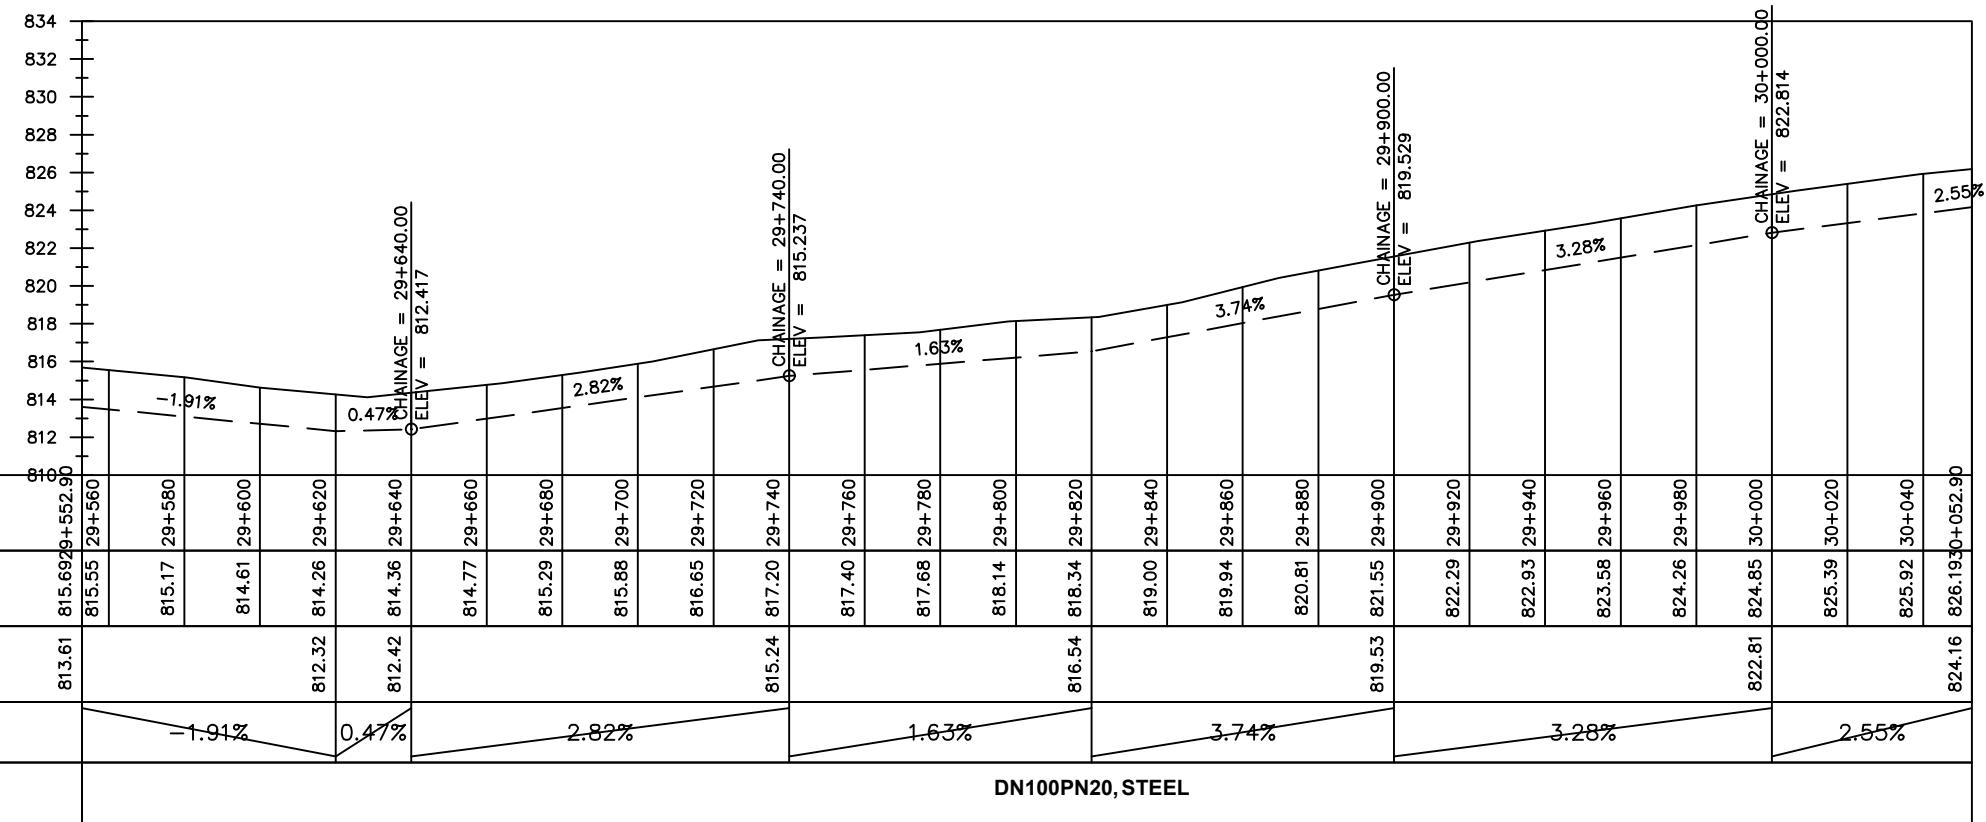 834
832
830
828
826
824
822
820
818
816
814
812
810
CHAINAGE = 29+640.00
ELEV = 812.417
CHAINAGE = 29+740.00
ELEV = 815.237
CHAINAGE = 29+900.00
ELEV = 819.529
CHAINAGE = 30+000.00
ELEV = 822.814
-1.91%
0.47%
2.82%
1.63%
3.74%
3.28%
2.55%
29+552.90 29+560 29+580 29+600 29+620 29+640 29+660 29+680 29+700 29+720 29+740 29+760 29+780 29+800 29+820 29+840 29+860 29+880 29+900 29+920 29+940 29+960 29+980 30+000 30+020 30+040 30+052.90
815.69 815.55 815.17 814.61 814.26 814.36 814.77 815.29 815.88 816.65 817.20 817.40 817.68 818.14 818.34 819.00 819.94 820.81 821.55 822.29 822.93 823.58 824.26 824.85 825.39 825.92 826.19
813.61 812.32 812.42 815.24 816.54 819.53 822.81 824.16
-1.91% 0.47% 2.82% 1.63% 3.74% 3.28% 2.55%
DN100PN20, STEEL